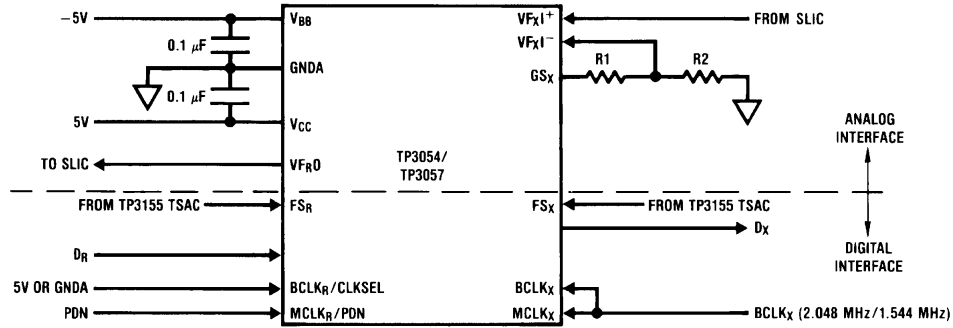 −5V
VBB
VFXI+
FROM SLIC
VFXI−
0.1 μF
GNDA
GSX
R1
R2
0.1 μF
5V
VCC
ANALOG
INTERFACE
TO SLIC
VFRO
TP3054/
TP3057
FROM TP3155 TSAC
FSR
FSX
FROM TP3155 TSAC
DR
DX
DIGITAL
INTERFACE
5V OR GNDA
BCLKR/CLKSEL
BCLKX
PDN
MCLKR/PDN
MCLKX
BCLKX (2.048 MHz/1.544 MHz)